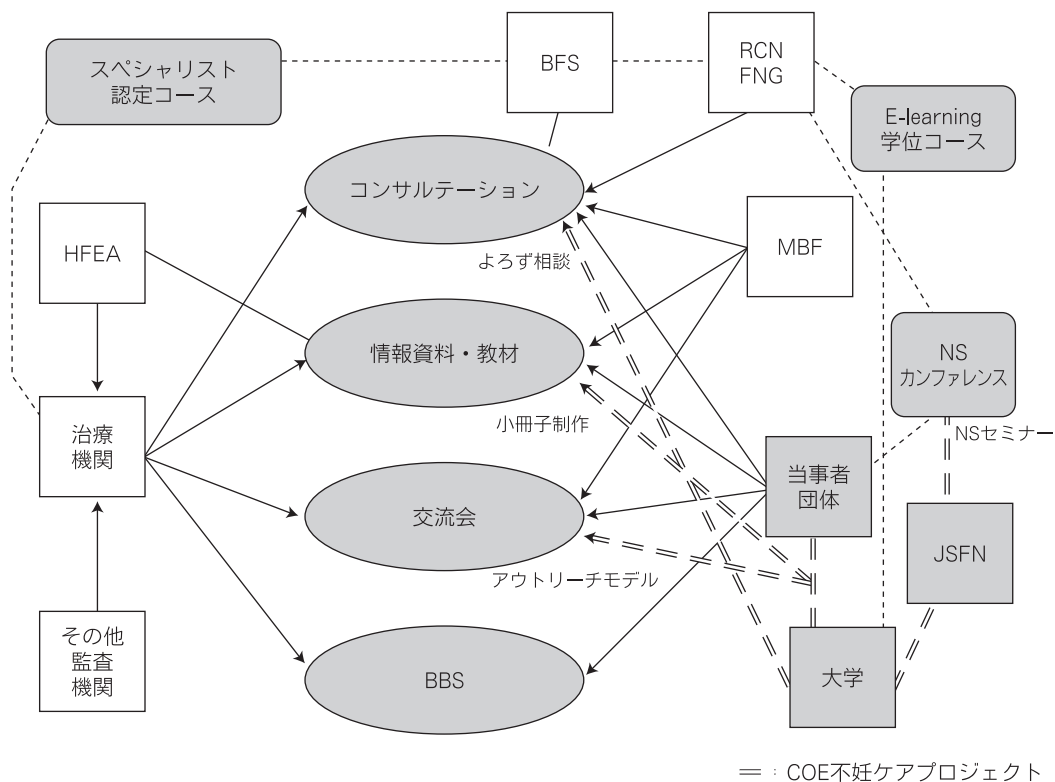 スペシャリスト
認定コース
BFS
RCN
FNG
E-learning
学位コース
コンサルテーション
HFEA
よろず相談
MBF
情報資料・教材
NS
カンファレンス
小冊子制作
NSセミナー
治療
機関
当事者
団体
交流会
JSFN
アウトリーチモデル
その他
監査
機関
BBS
大学
== : COE不妊ケアプロジェクト